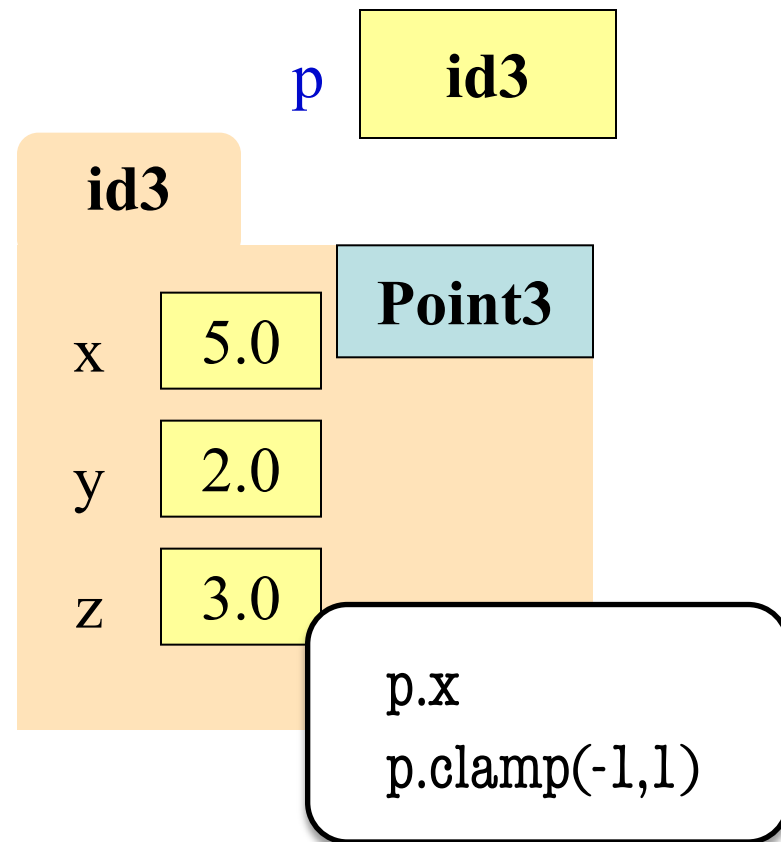 p id3
id3
Point3
x 5.0
y 2.0
z 3.0
p.x
p.clamp(-1,1)